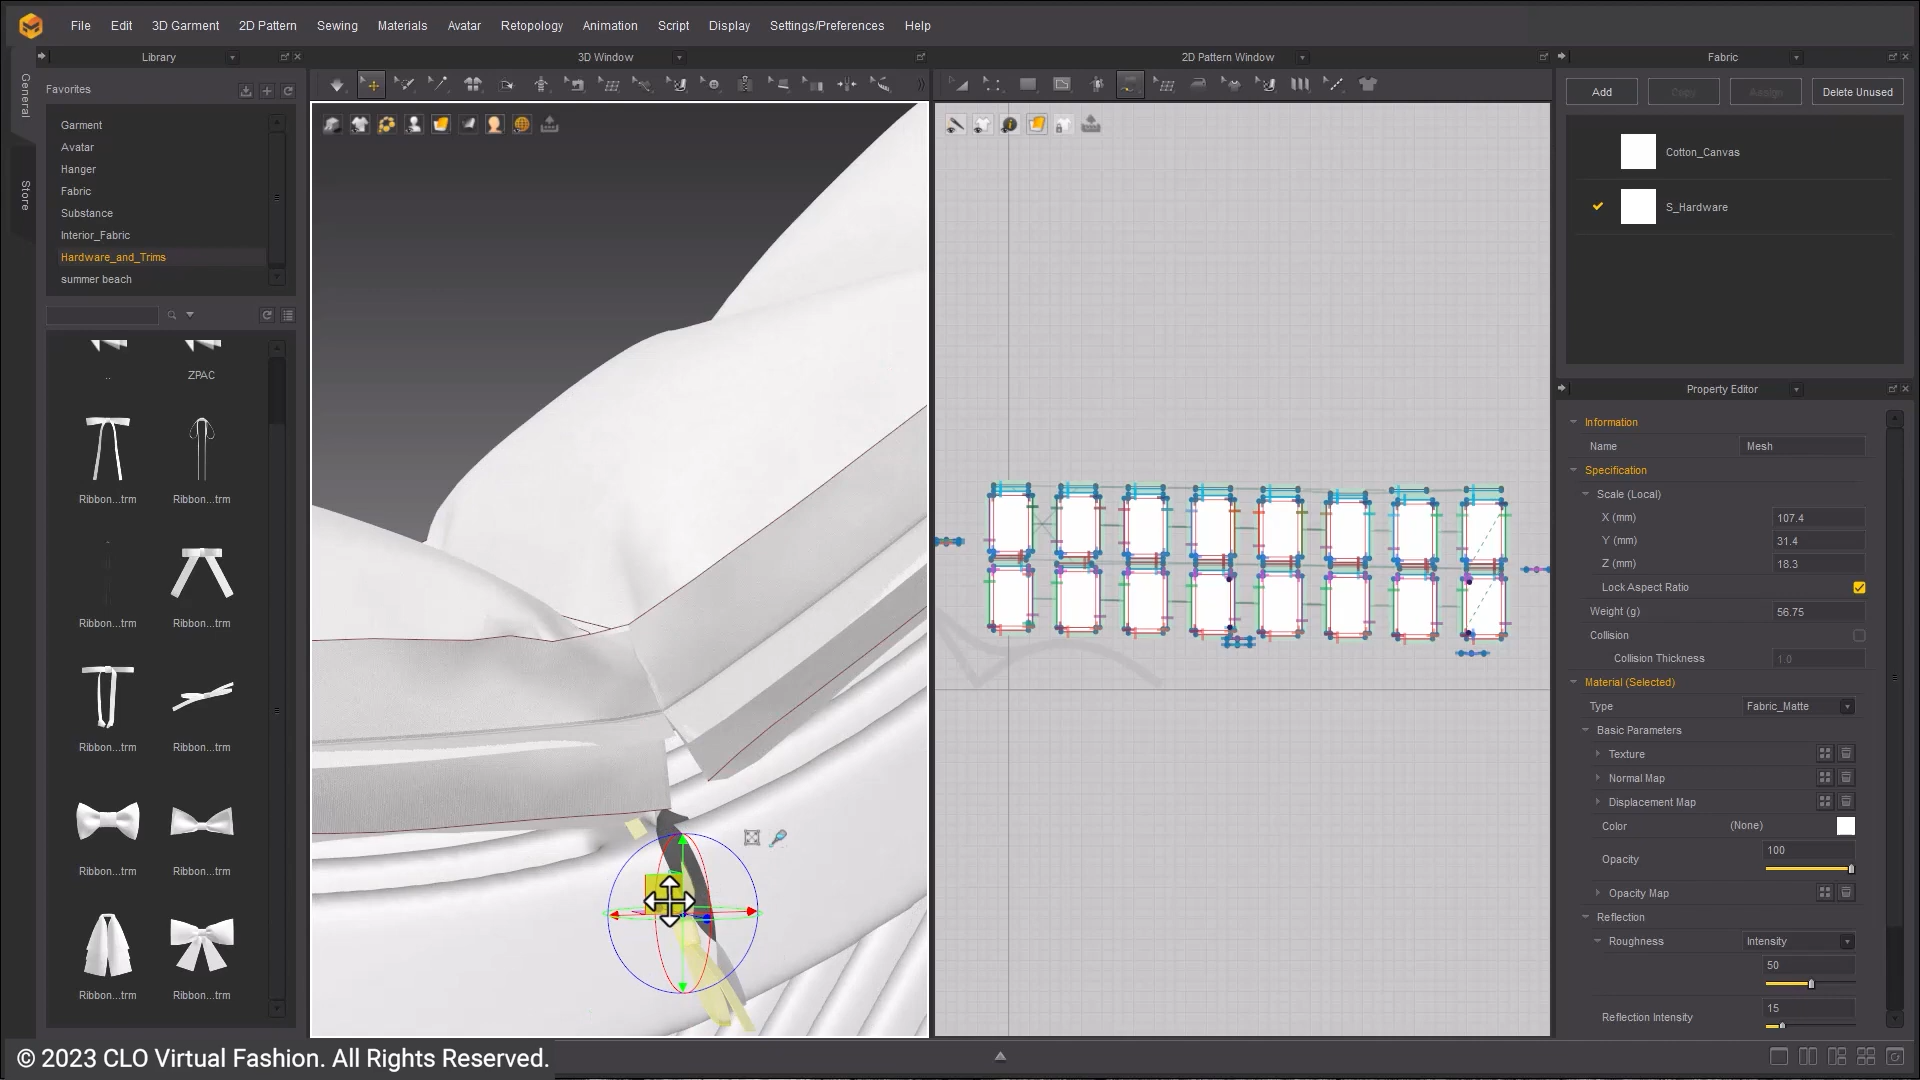 File Edit 3D Garment 2D Pattern Sewing Materials Avatar Retopology Animation Script Display Settings/Preferences Help
Library
3D Window
2D Pattern Window
Fabric
General
Store
Favorites
Garment
Avatar
Hanger
Fabric
Substance
Interior_Fabric
Hardware_and_Trims
summer beach
..
ZPAC
Ribbon...trm
Ribbon...trm
Ribbon...trm
Ribbon...trm
Ribbon...trm
Ribbon...trm
Ribbon...trm
Ribbon...trm
Ribbon...trm
Ribbon...trm
Add
Copy
Assign
Delete Unused
Cotton_Canvas
S_Hardware
Property Editor
Information
Name Mesh
Specification
Scale (Local)
X (mm) 107.4
Y (mm) 31.4
Z (mm) 18.3
Lock Aspect Ratio
Weight (g) 56.75
Collision
Collision Thickness 1.0
Material (Selected)
Type Fabric_Matte
Basic Parameters
Texture
Normal Map
Displacement Map
Color (None)
Opacity 100
Opacity Map
Reflection
Roughness Intensity
50
Reflection Intensity 15
© 2023 CLO Virtual Fashion. All Rights Reserved.